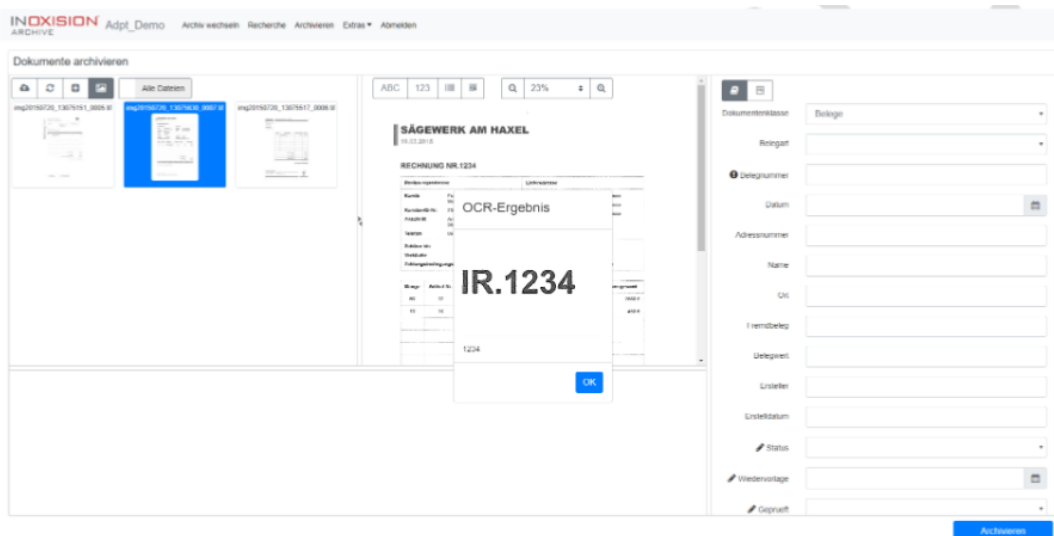 INOXISION
ARCHIVE
Adpt_Demo Archiv wechseln Recherche Archivieren Extras Abmelden
Dokumente archivieren
Alle Dateien
ABC 123 23%
SÄGEWERK AM HAXEL
RECHNUNG NR.1234
Kunde
Telefon
OCR-Ergebnis
IR.1234
1234
OK
Dokumentenklasse Belege
Belegart
Belegnummer
Datum
Adressnummer
Name
Ort
Fremdbeleg
Belegwert
Ersteller
Erstelldatum
Status
Wiedervorlage
Geprueft
Archivieren